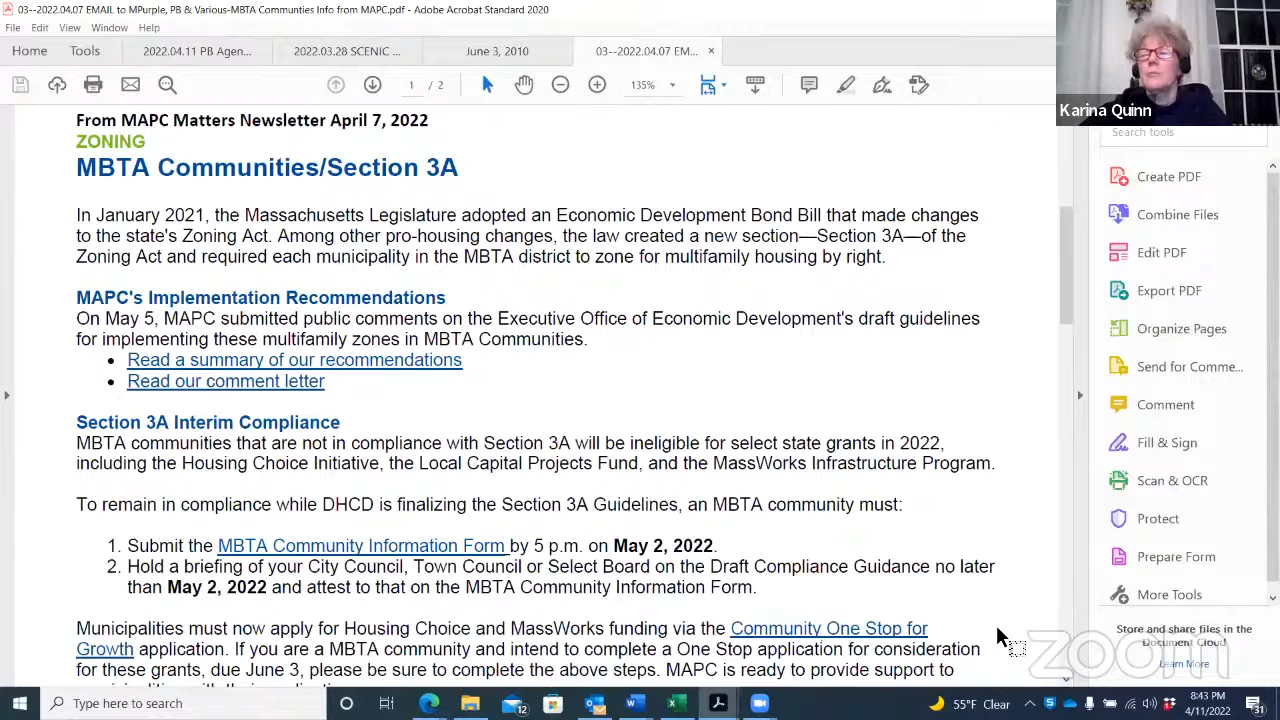 03--2022.04.07 EMAIL to MPurple, PB & Various-MBTA Communties Info from MAPC.pdf - Adobe Acrobat Standard 2020
File Edit View Window Help
Home Tools 2022.04.11 PB Agen... 2022.03.28 SCENIC ... June 3, 2010 03--2022.04.07 EM... ×
1 / 2 135%
Karina Quinn
Search tools
From MAPC Matters Newsletter April 7, 2022
ZONING
MBTA Communities/Section 3A
In January 2021, the Massachusetts Legislature adopted an Economic Development Bond Bill that made changes
to the state's Zoning Act. Among other pro-housing changes, the law created a new section—Section 3A—of the
Zoning Act and required each municipality in the MBTA district to zone for multifamily housing by right.
MAPC's Implementation Recommendations
On May 5, MAPC submitted public comments on the Executive Office of Economic Development's draft guidelines
for implementing these multifamily zones in MBTA Communities.
• Read a summary of our recommendations
• Read our comment letter
Section 3A Interim Compliance
MBTA communities that are not in compliance with Section 3A will be ineligible for select state grants in 2022,
including the Housing Choice Initiative, the Local Capital Projects Fund, and the MassWorks Infrastructure Program.
To remain in compliance while DHCD is finalizing the Section 3A Guidelines, an MBTA community must:
1. Submit the MBTA Community Information Form by 5 p.m. on May 2, 2022.
2. Hold a briefing of your City Council, Town Council or Select Board on the Draft Compliance Guidance no later
than May 2, 2022 and attest to that on the MBTA Community Information Form.
Municipalities must now apply for Housing Choice and MassWorks funding via the Community One Stop for
Growth application. If you are a MBTA community and intend to complete a One Stop application for consideration
for these grants, due June 3, please be sure to complete the above steps. MAPC is ready to provide support to
Create PDF
Combine Files
Edit PDF
Export PDF
Organize Pages
Send for Comme...
Comment
Fill & Sign
Scan & OCR
Protect
Prepare Form
More Tools
Store and share files in the
Document Cloud
Learn More
zoom
Type here to search
12
55°F Clear
8:43 PM
4/11/2022
31